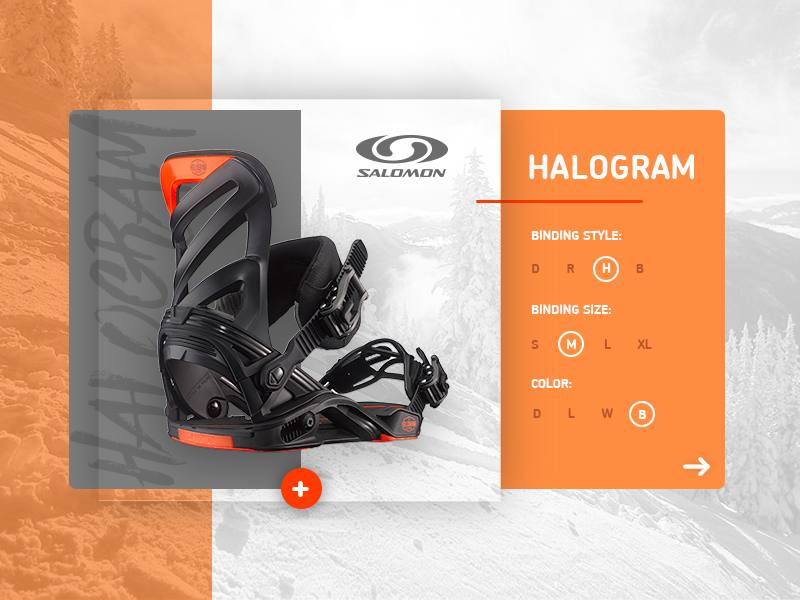 HALOGRAM
SALOMON
HALOGRAM
BINDING STYLE:
D R H B
BINDING SIZE:
S M L XL
COLOR:
D L W B